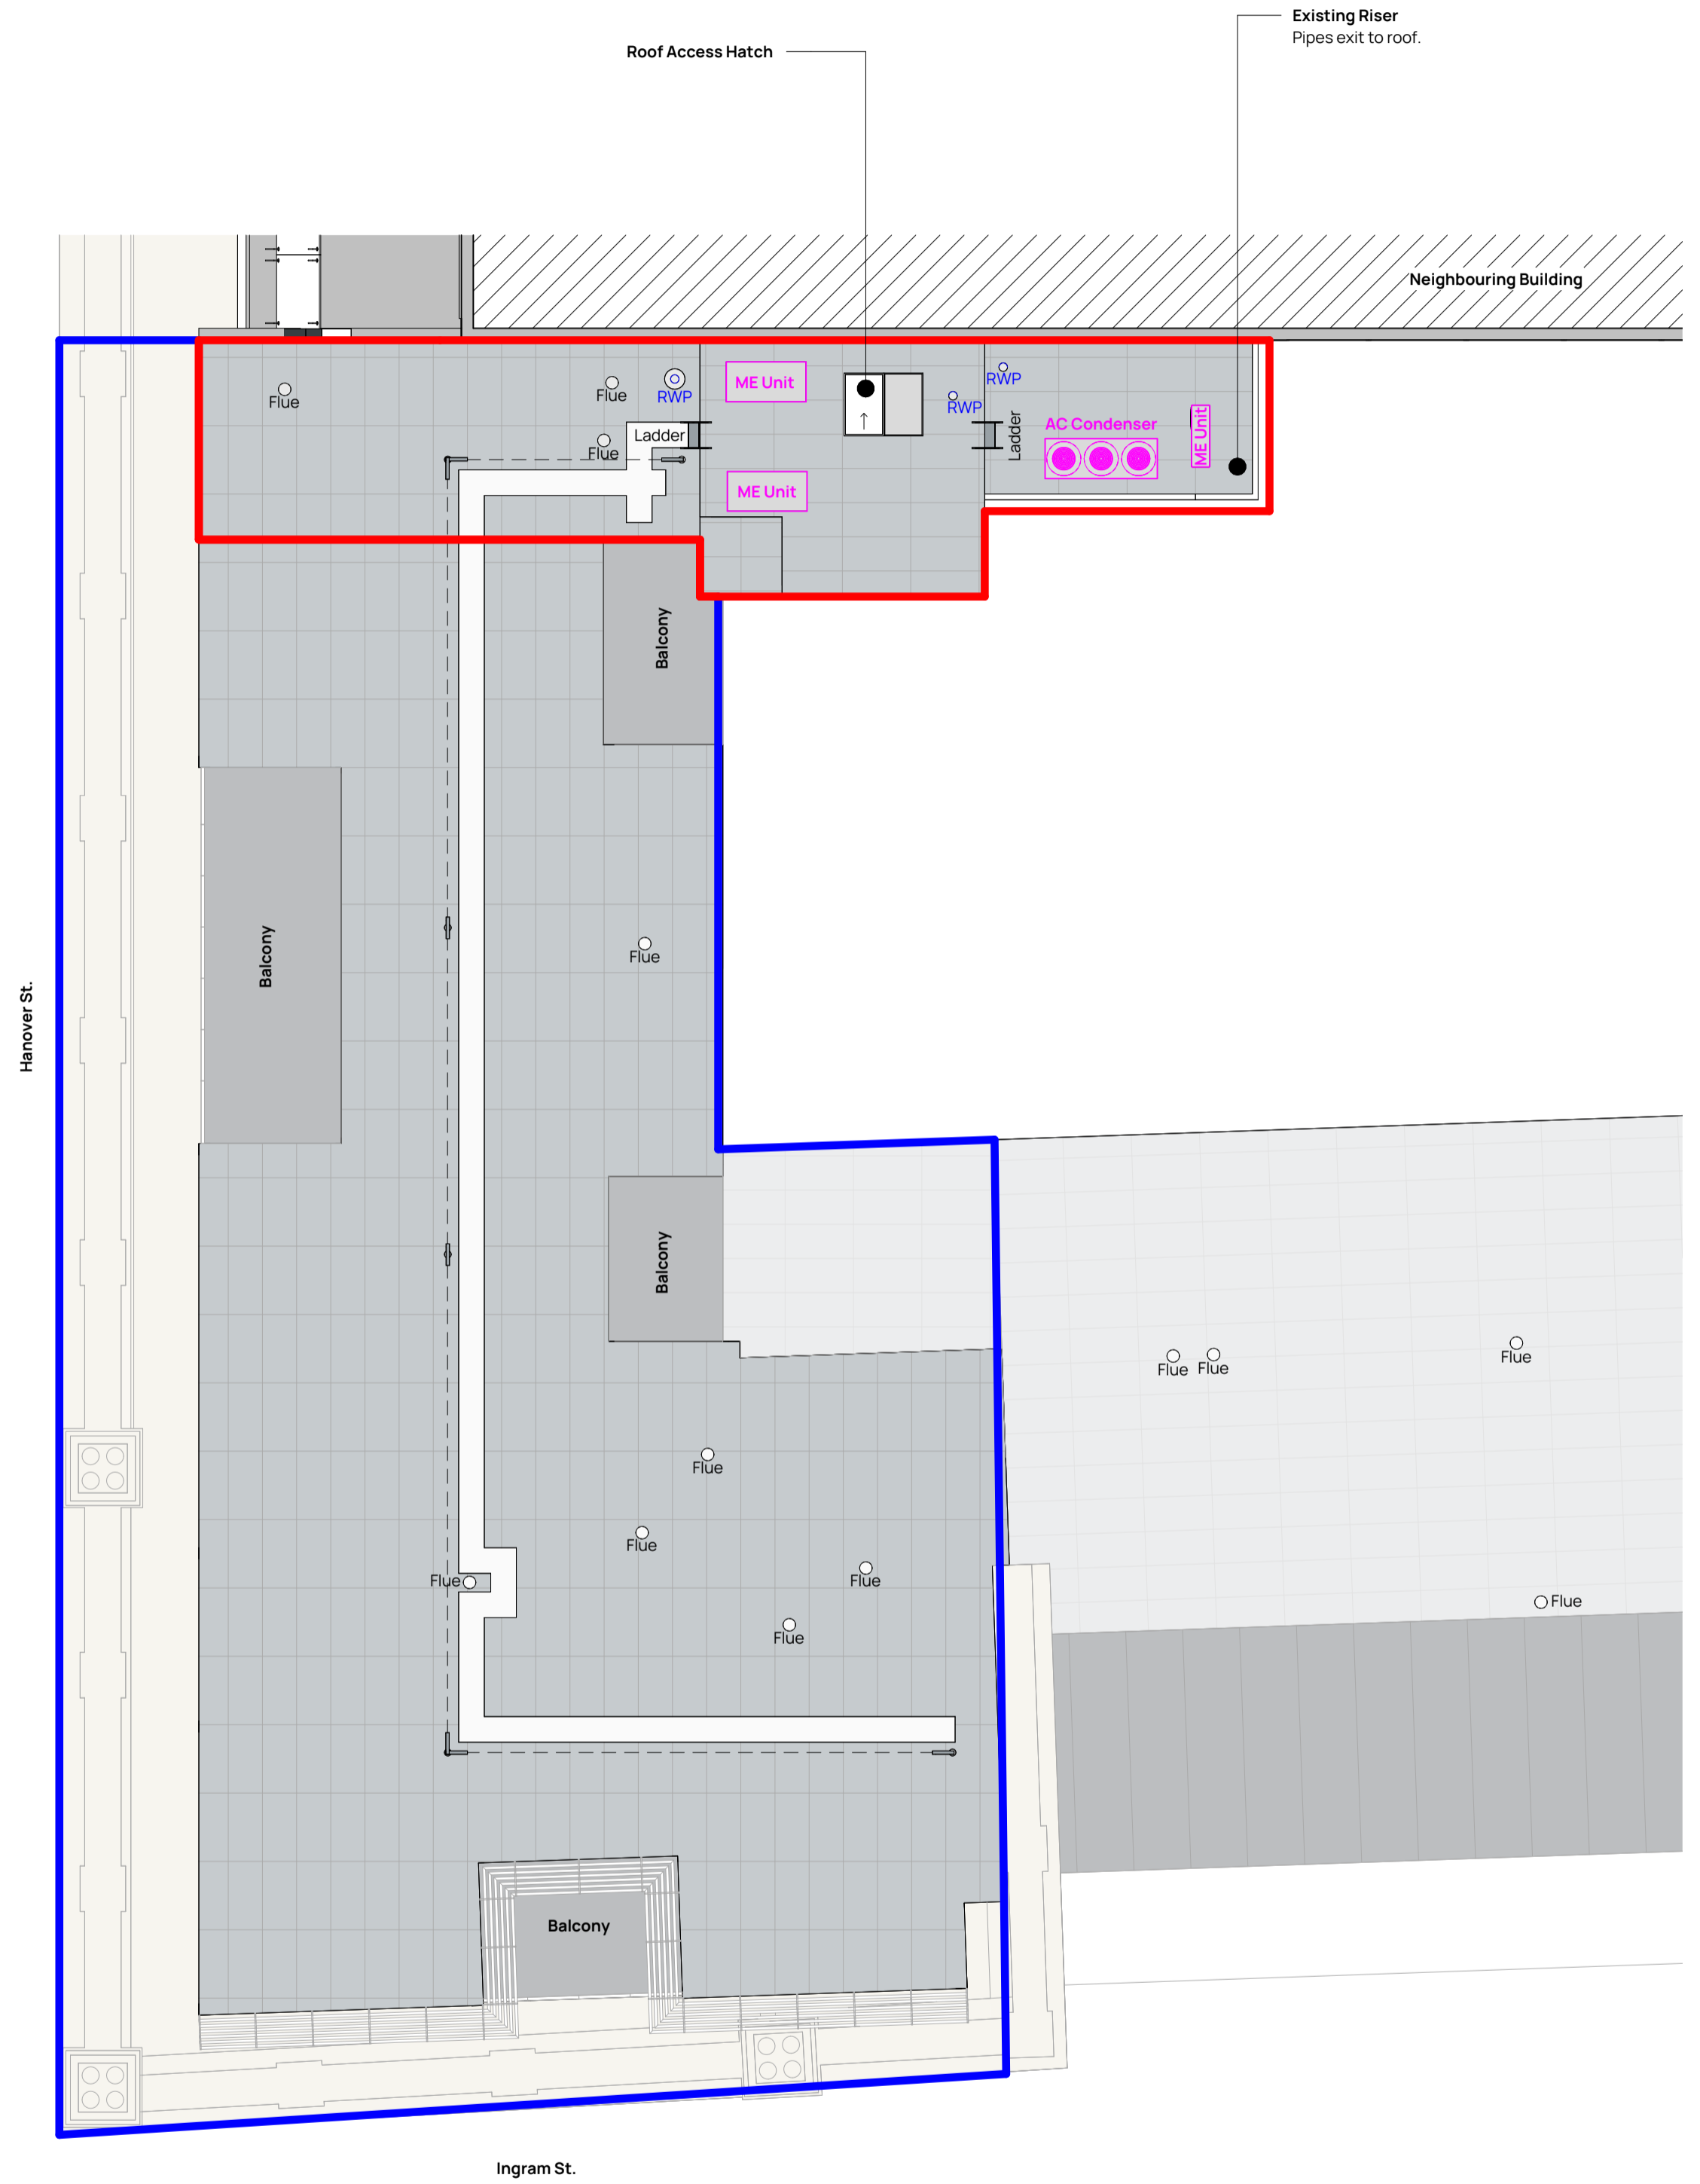 Existing Riser
Pipes exit to roof.
Roof Access Hatch
Neighbouring Building
Flue
Flue
RWP
ME Unit
RWP
RWP
Ladder
Flue
Ladder
AC Condenser
ME Unit
ME Unit
Balcony
Balcony
Flue
Hanover St.
Balcony
Flue
Flue
Flue
Flue
Flue
Flue
Flue
Flue
Flue
Balcony
Ingram St.